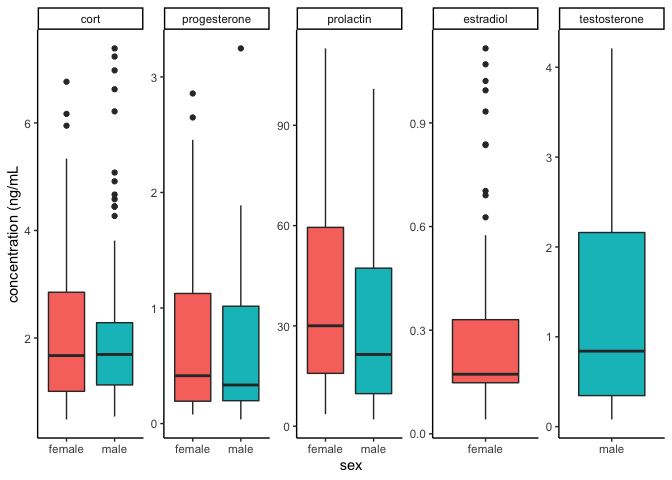 cort
progesterone
prolactin
estradiol
testosterone
concentration (ng/mL
6
4
2
3
2
1
0
90
60
30
0
0.9
0.6
0.3
0.0
4
3
2
1
0
female male
female male
female male
female
male
sex